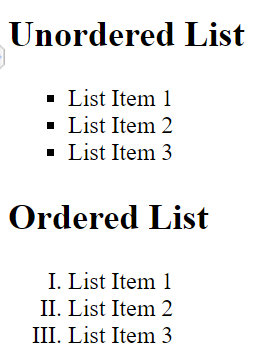 Unordered List
▪ List Item 1
▪ List Item 2
▪ List Item 3
Ordered List
I. List Item 1
II. List Item 2
III. List Item 3